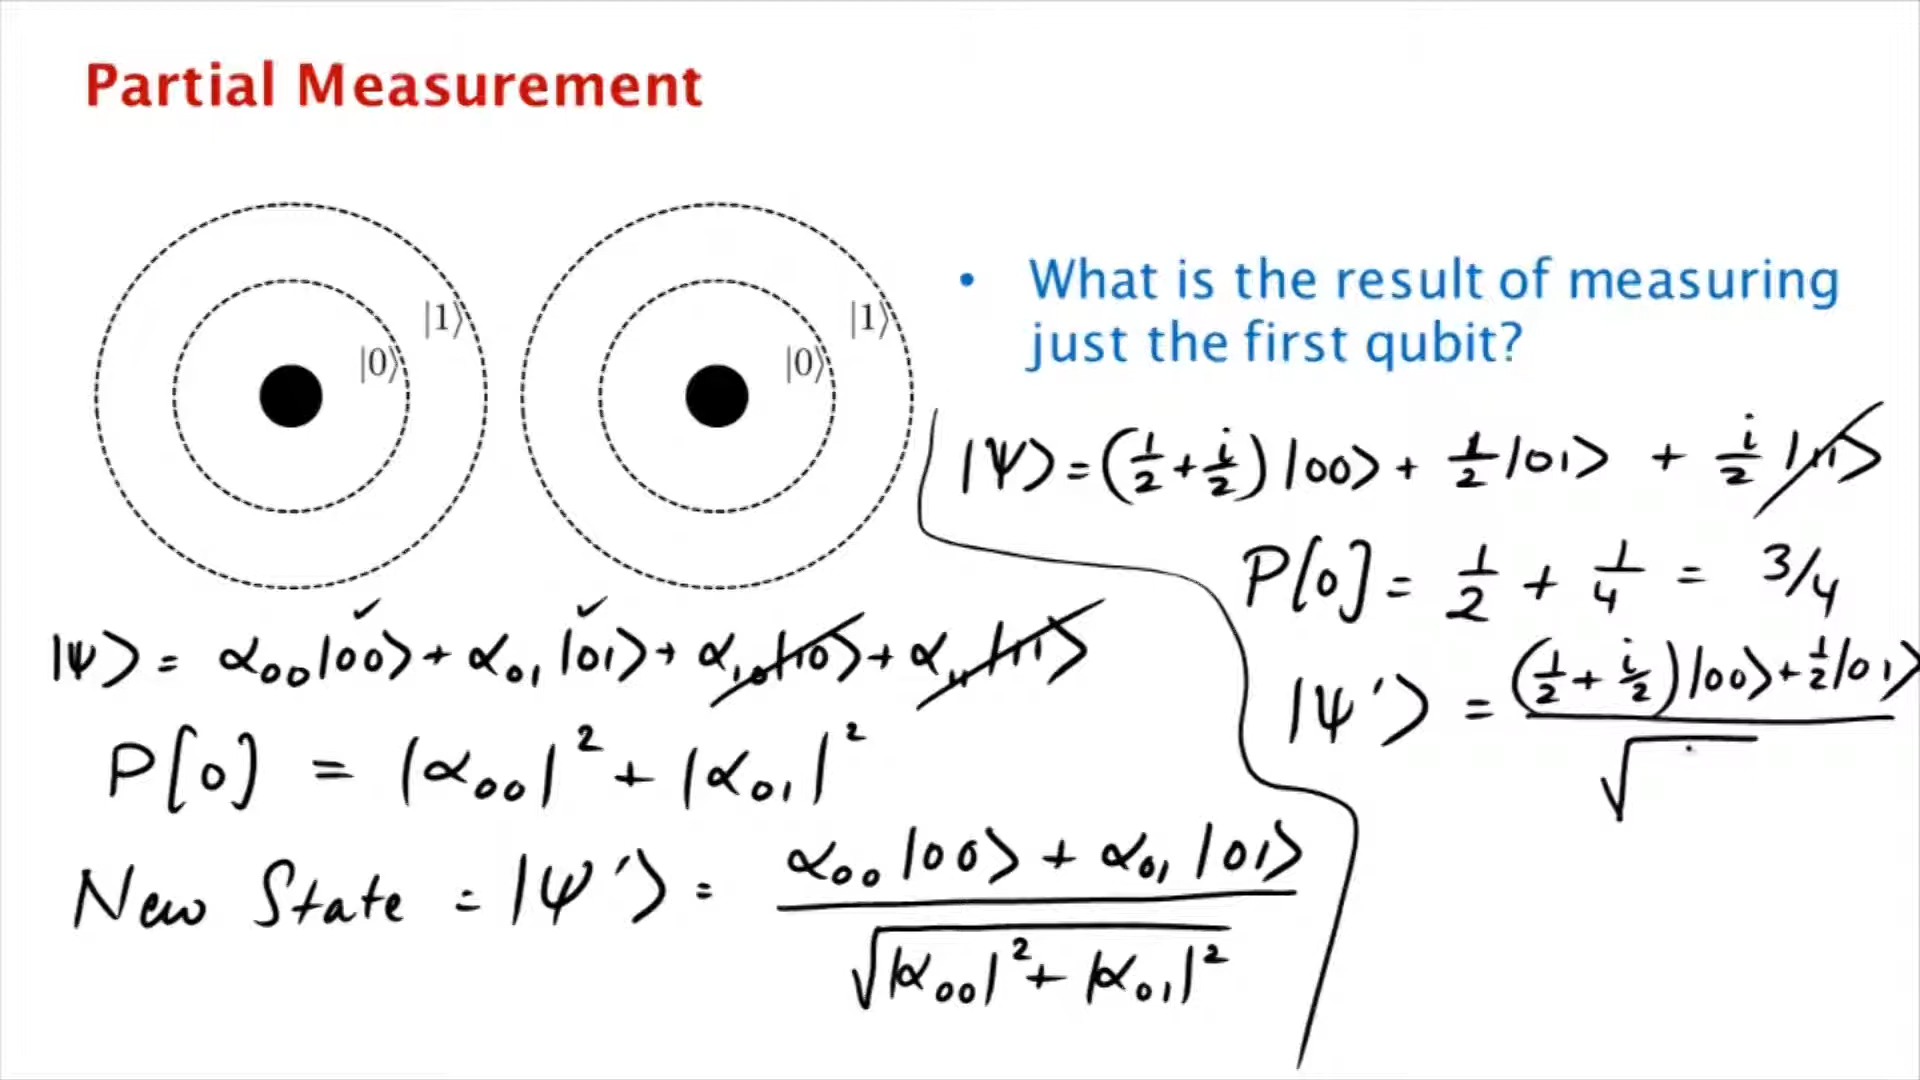 Partial Measurement
|1⟩
|0⟩
|1⟩
|0⟩
• What is the result of measuring
just the first qubit?
|Ψ⟩ = (1/2 + i/2) |00⟩ + 1/2 |01⟩ + i/2 |11⟩
P[0] = 1/2 + 1/4 = 3/4
|Ψ'⟩ = ((1/2 + i/2) |00⟩ + 1/2 |01⟩) / √
|Ψ⟩ = α₀₀ |00⟩ + α₀₁ |01⟩ + α₁₀ |10⟩ + α₁₁ |11⟩
P[0] = |α₀₀|² + |α₀₁|²
New State = |Ψ'⟩ = (α₀₀ |00⟩ + α₀₁ |01⟩) / √(|α₀₀|² + |α₀₁|²)